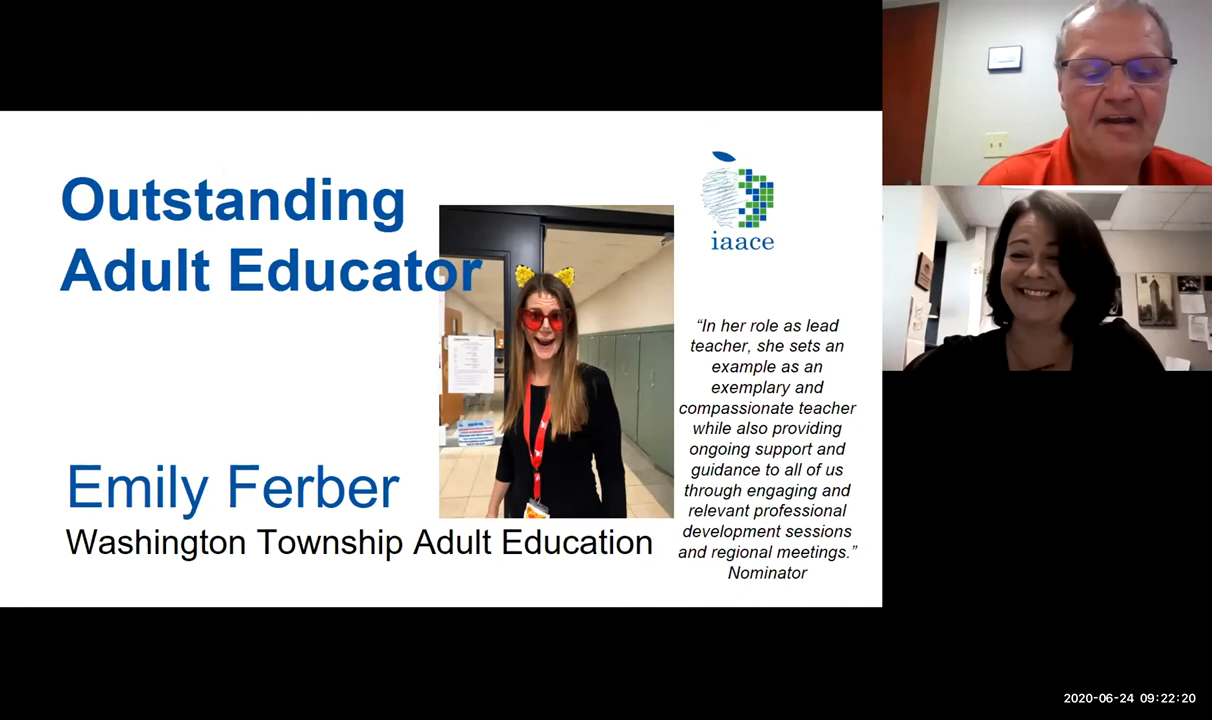 Outstanding
Adult Educator
iaace
“In her role as lead
teacher, she sets an
example as an
exemplary and
compassionate teacher
while also providing
ongoing support and
guidance to all of us
through engaging and
relevant professional
development sessions
and regional meetings.”
Nominator
Emily Ferber
Washington Township Adult Education
2020-06-24 09:22:20